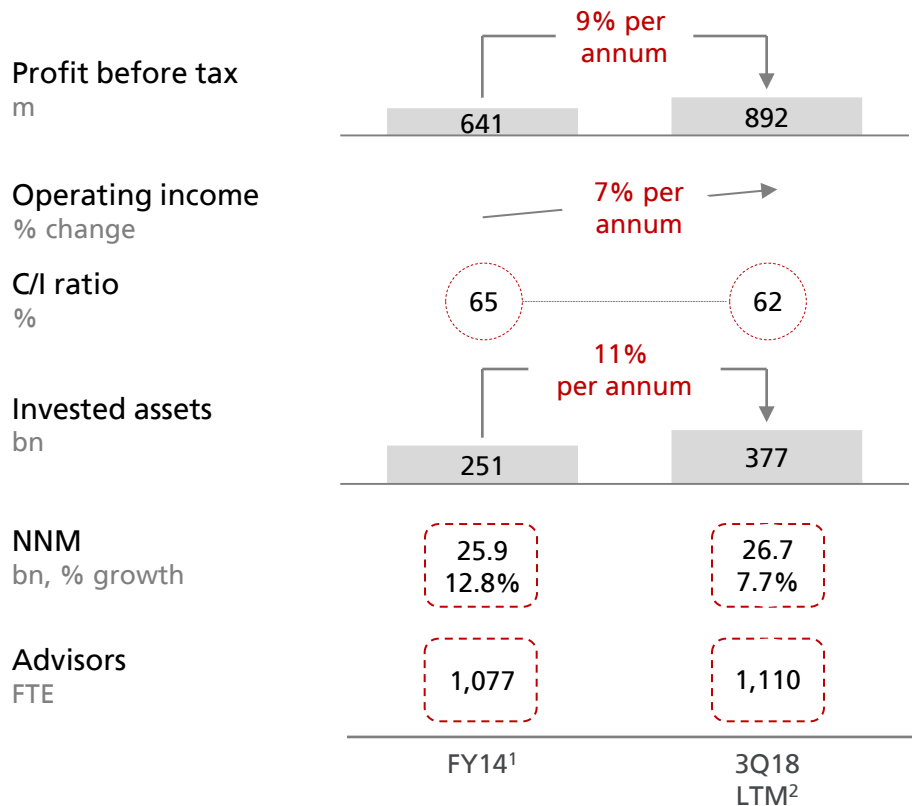 9% per
annum
Profit before tax
m
641
892
Operating income
% change
7% per
annum
C/I ratio
%
65
62
11%
per annum
Invested assets
bn
251
377
NNM
bn, % growth
25.9
12.8%
26.7
7.7%
Advisors
FTE
1,077
1,110
FY14¹
3Q18
LTM²